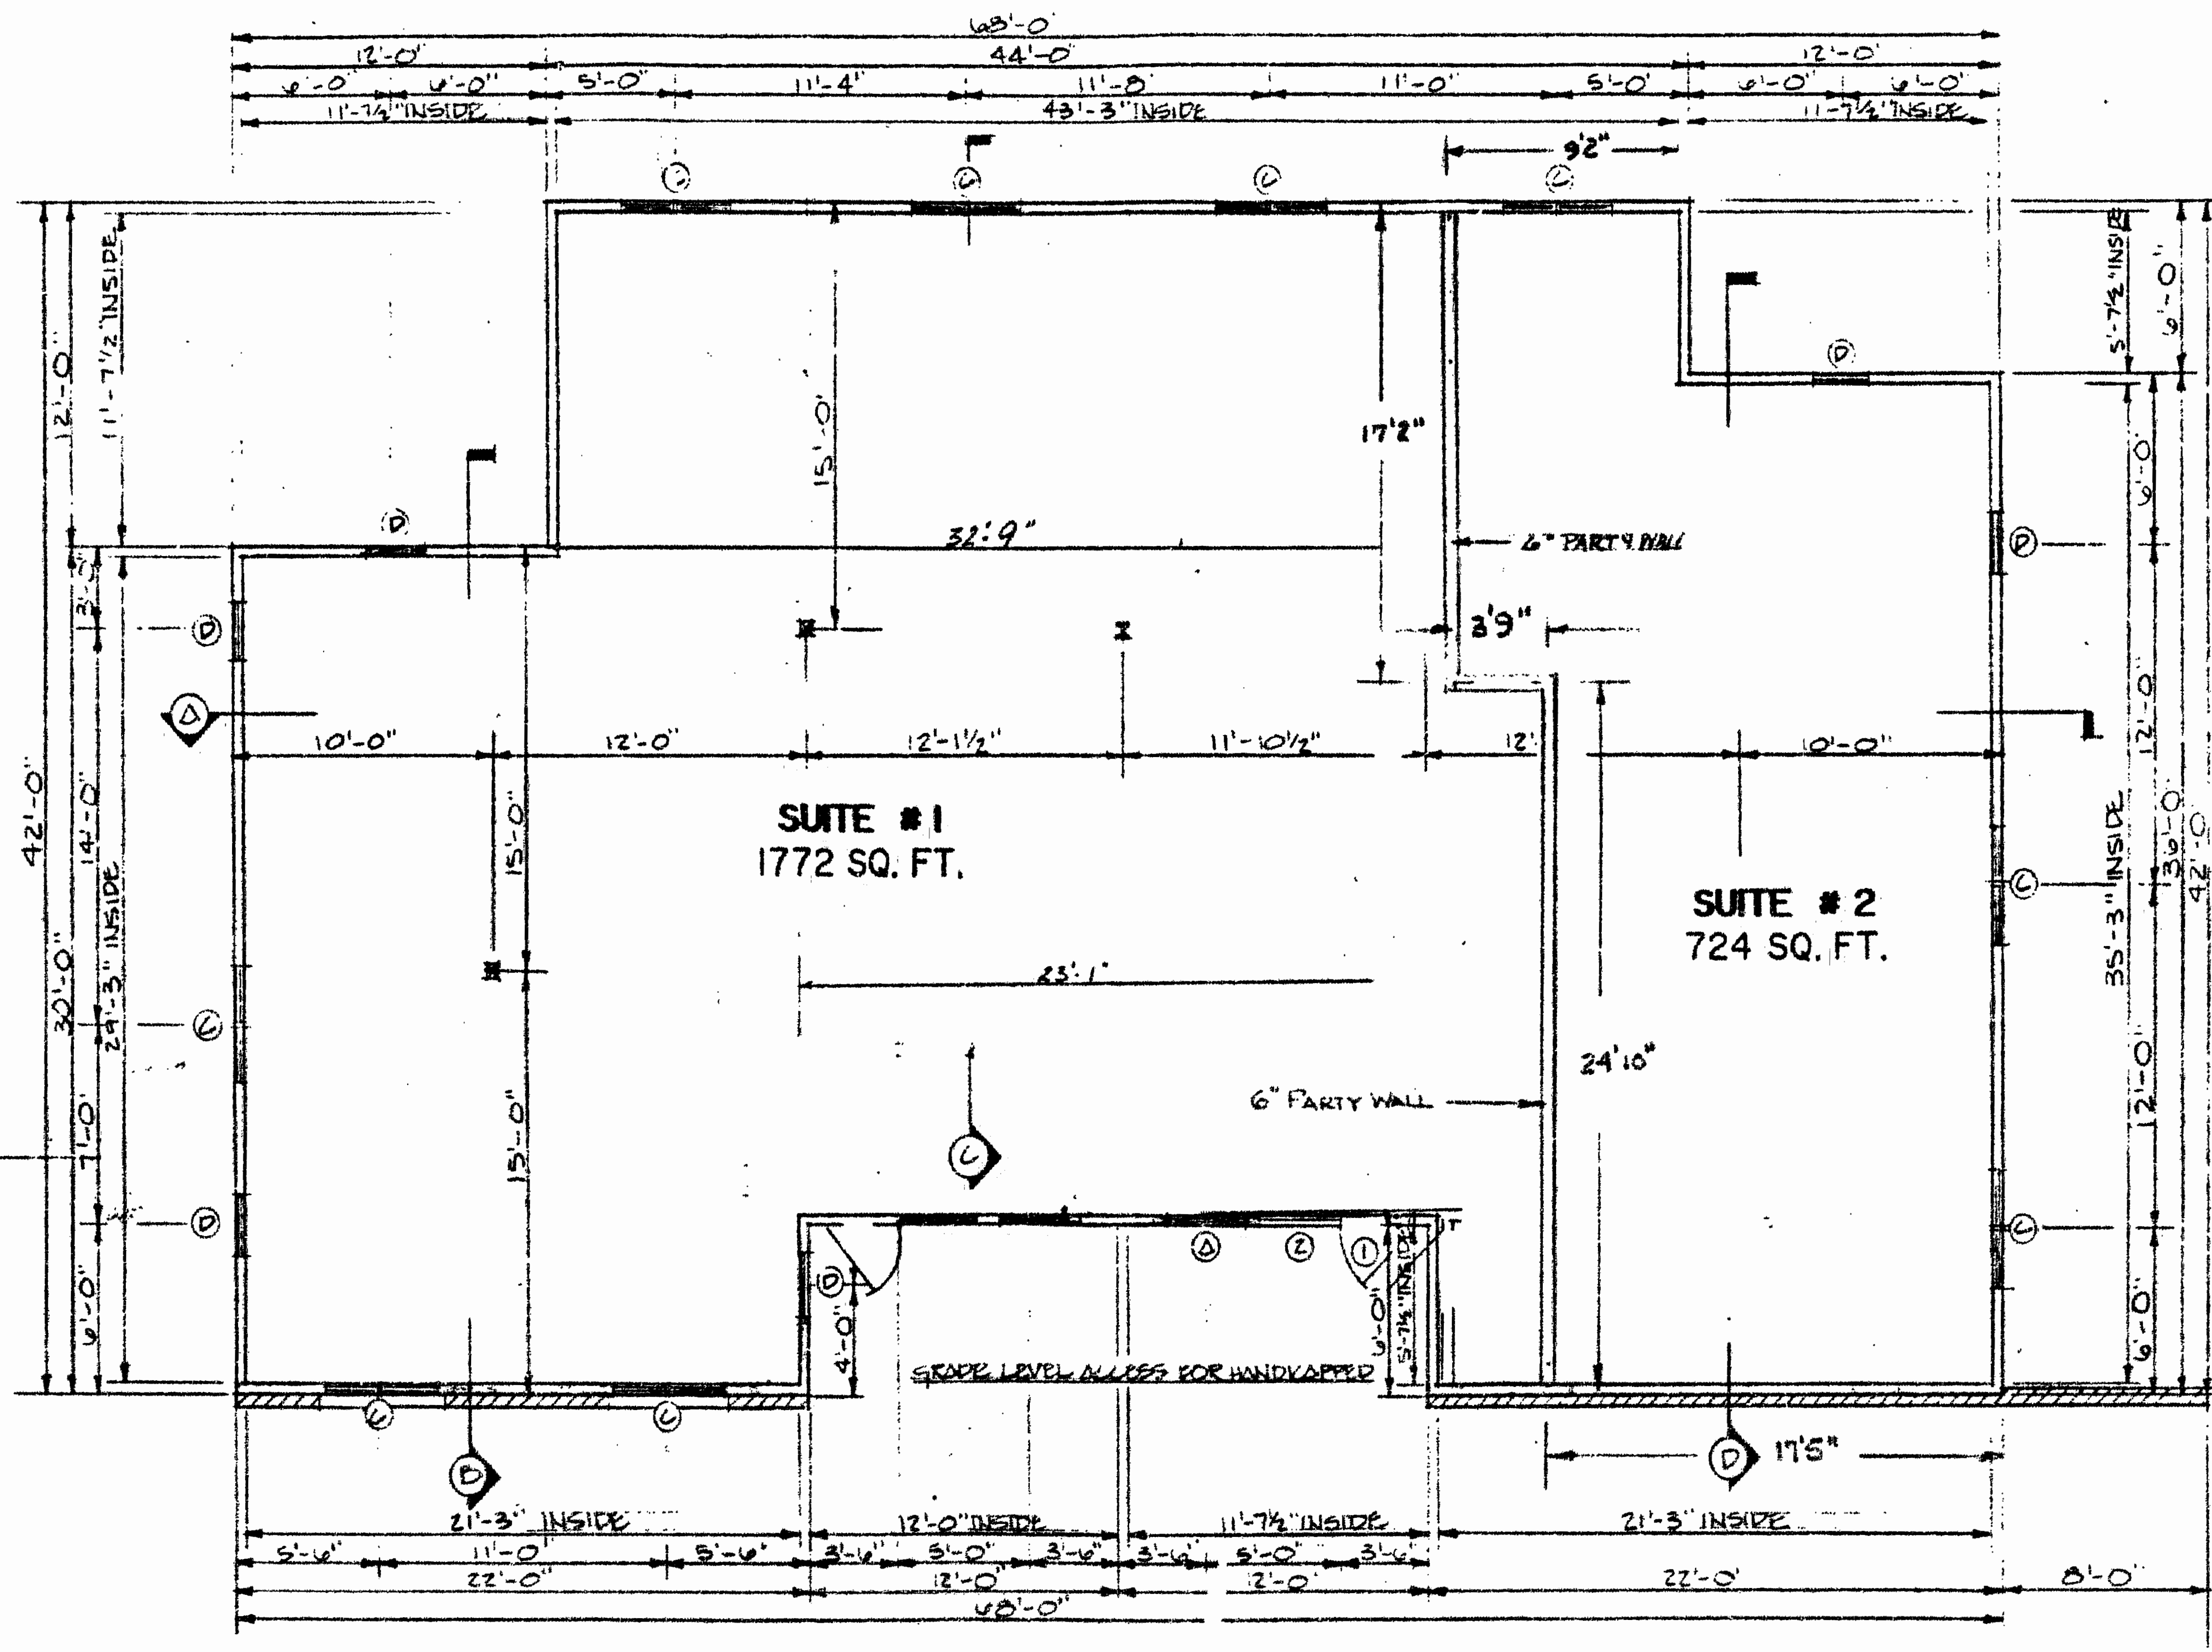 68'-0"
12'-0" 44'-0" 12'-0"
6'-0" 6'-0" 5'-0" 11'-4" 11'-8" 11'-0" 5'-0" 6'-0" 6'-0"
11'-7½" INSIDE 43'-3" INSIDE 11'-7½" INSIDE
9'2"
C C C C
5'-7½" INSIDE
6'-0"
11'-7 1/2" INSIDE
12'-0"
15'-0"
17'2"
D
D
32'-9"
6" PARTY WALL
D
6'-0"
D
3'9"
A
10'-0" 12'-0" 12'-1½" 11'-10½" 12' 10'-0"
12'-0"
42'-0"
14'-0"
15'-0"
SUITE #1
1772 SQ. FT.
SUITE #2
724 SQ. FT.
C
35'-3" INSIDE
36'-0"
42'-0"
30'-0"
29'-3" INSIDE
23'-1"
C
24'10"
6" PARTY WALL
12'-0"
7'-0"
15'-0"
C
D
C
D A 2 1
4'-0"
6'-0"
5'-7½" INSIDE
6'-0"
6'-0"
GRADE LEVEL ACCESS FOR HANDICAPPED
C C
B
D 17'5"
21'-3" INSIDE 12'-0" INSIDE 11'-7½" INSIDE 21'-3" INSIDE
5'-6" 11'-0" 5'-6" 3'-6" 5'-0" 3'-6" 3'-6" 5'-0" 3'-6"
22'-0" 12'-0" 12'-0" 22'-0" 8'-0"
68'-0"